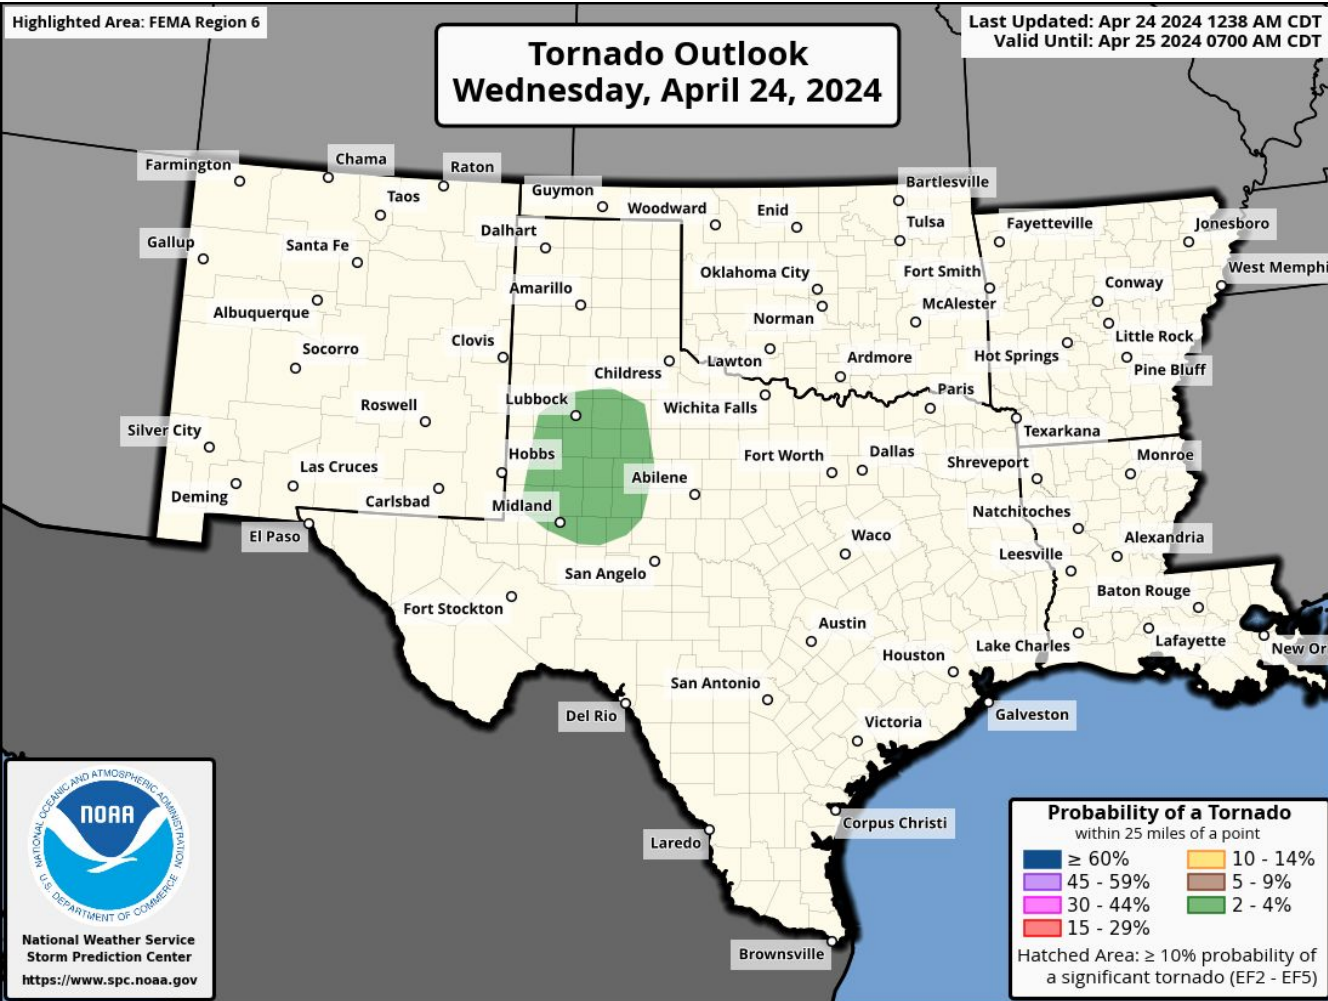 Highlighted Area: FEMA Region 6
Last Updated: Apr 24 2024 1238 AM CDT
Valid Until: Apr 25 2024 0700 AM CDT
Tornado Outlook
Wednesday, April 24, 2024
Farmington
Chama
Raton
Taos
Guymon
Woodward
Enid
Bartlesville
Tulsa
Fayetteville
Jonesboro
Gallup
Santa Fe
Dalhart
Oklahoma City
Fort Smith
West Memphi
Albuquerque
Amarillo
Norman
McAlester
Conway
Socorro
Clovis
Childress
Lawton
Ardmore
Hot Springs
Little Rock
Pine Bluff
Roswell
Lubbock
Wichita Falls
Paris
Texarkana
Silver City
Las Cruces
Hobbs
Abilene
Fort Worth
Dallas
Shreveport
Monroe
Deming
Carlsbad
Midland
Natchitoches
El Paso
San Angelo
Waco
Leesville
Alexandria
Fort Stockton
Baton Rouge
Austin
Houston
Lake Charles
Lafayette
New Or
Del Rio
San Antonio
Victoria
Galveston
Laredo
Corpus Christi
Brownsville
NATIONAL OCEANIC AND ATMOSPHERIC ADMINISTRATION
NOAA
U.S. DEPARTMENT OF COMMERCE
National Weather Service
Storm Prediction Center
https://www.spc.noaa.gov
Probability of a Tornado
within 25 miles of a point
≥ 60%
45 - 59%
30 - 44%
15 - 29%
10 - 14%
5 - 9%
2 - 4%
Hatched Area: ≥ 10% probability of
a significant tornado (EF2 - EF5)